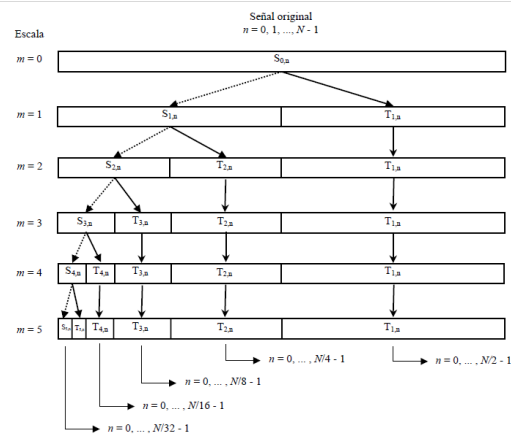 Señal original
Escala
n = 0, 1, ..., N - 1
m = 0
S0,n
m = 1
S1,n
T1,n
m = 2
S2,n
T2,n
T1,n
m = 3
S3,n
T3,n
T2,n
T1,n
m = 4
S4,n
T4,n
T3,n
T2,n
T1,n
m = 5
S5,n
T5,n
T4,n
T3,n
T2,n
T1,n
n = 0, ... , N/4 - 1
n = 0, ... , N/2 - 1
n = 0, ... , N/8 - 1
n = 0, ... , N/16 - 1
n = 0, ... , N/32 - 1